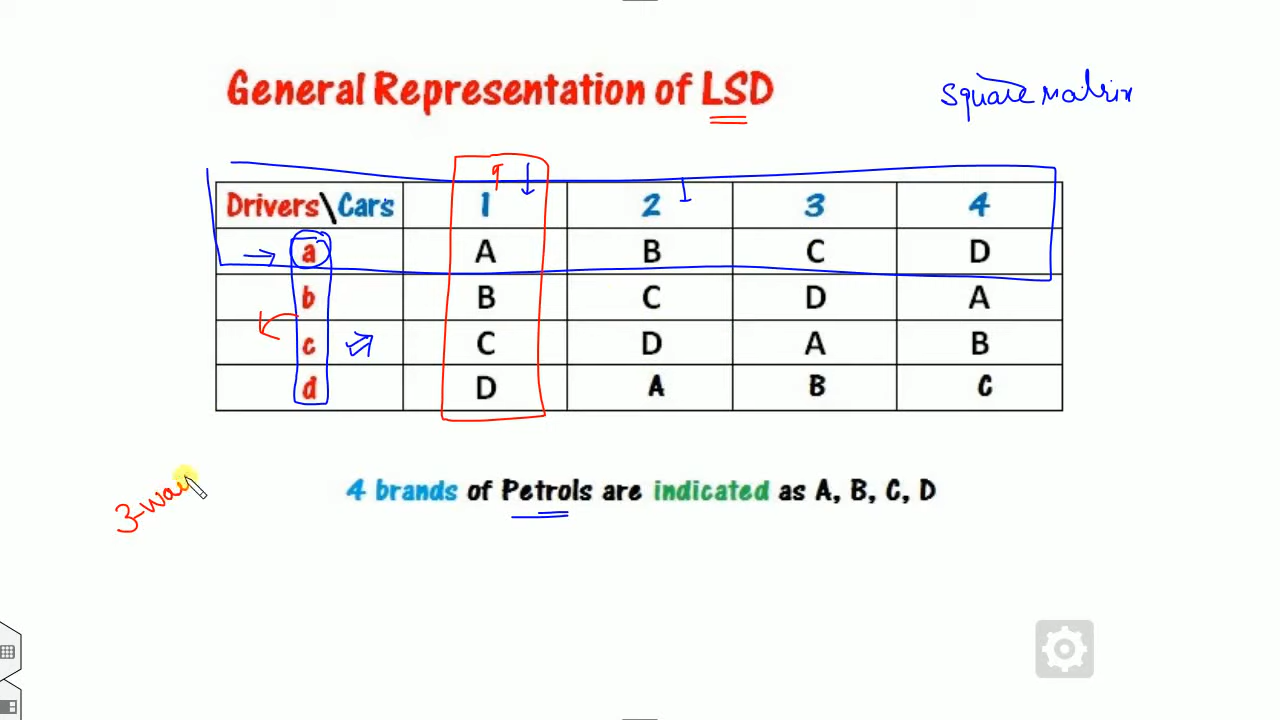 General Representation of LSD
Square matrix
Drivers\Cars 1 2 3 4
a A B C D
b B C D A
c C D A B
d D A B C
3-way
4 brands of Petrols are indicated as A, B, C, D